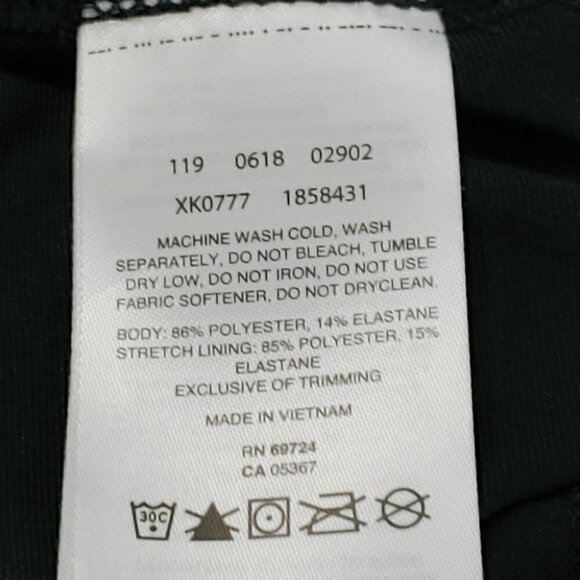 119 0618 02902
XK0777 1858431
MACHINE WASH COLD, WASH
SEPARATELY, DO NOT BLEACH, TUMBLE
DRY LOW, DO NOT IRON, DO NOT USE
FABRIC SOFTENER, DO NOT DRYCLEAN.
BODY: 86% POLYESTER, 14% ELASTANE
STRETCH LINING: 85% POLYESTER, 15%
ELASTANE
EXCLUSIVE OF TRIMMING
MADE IN VIETNAM
RN 69724
CA 05367
30C